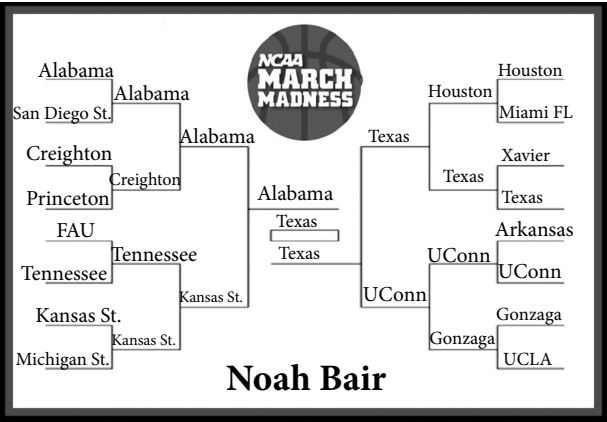 NCAA
MARCH
MADNESS
Alabama
San Diego St.
Creighton
Princeton
FAU
Tennessee
Kansas St.
Michigan St.
Alabama
Creighton
Tennessee
Kansas St.
Alabama
Kansas St.
Alabama
Texas
Texas
Texas
UConn
Houston
Texas
UConn
Gonzaga
Houston
Miami FL
Xavier
Texas
Arkansas
UConn
Gonzaga
UCLA
Noah Bair